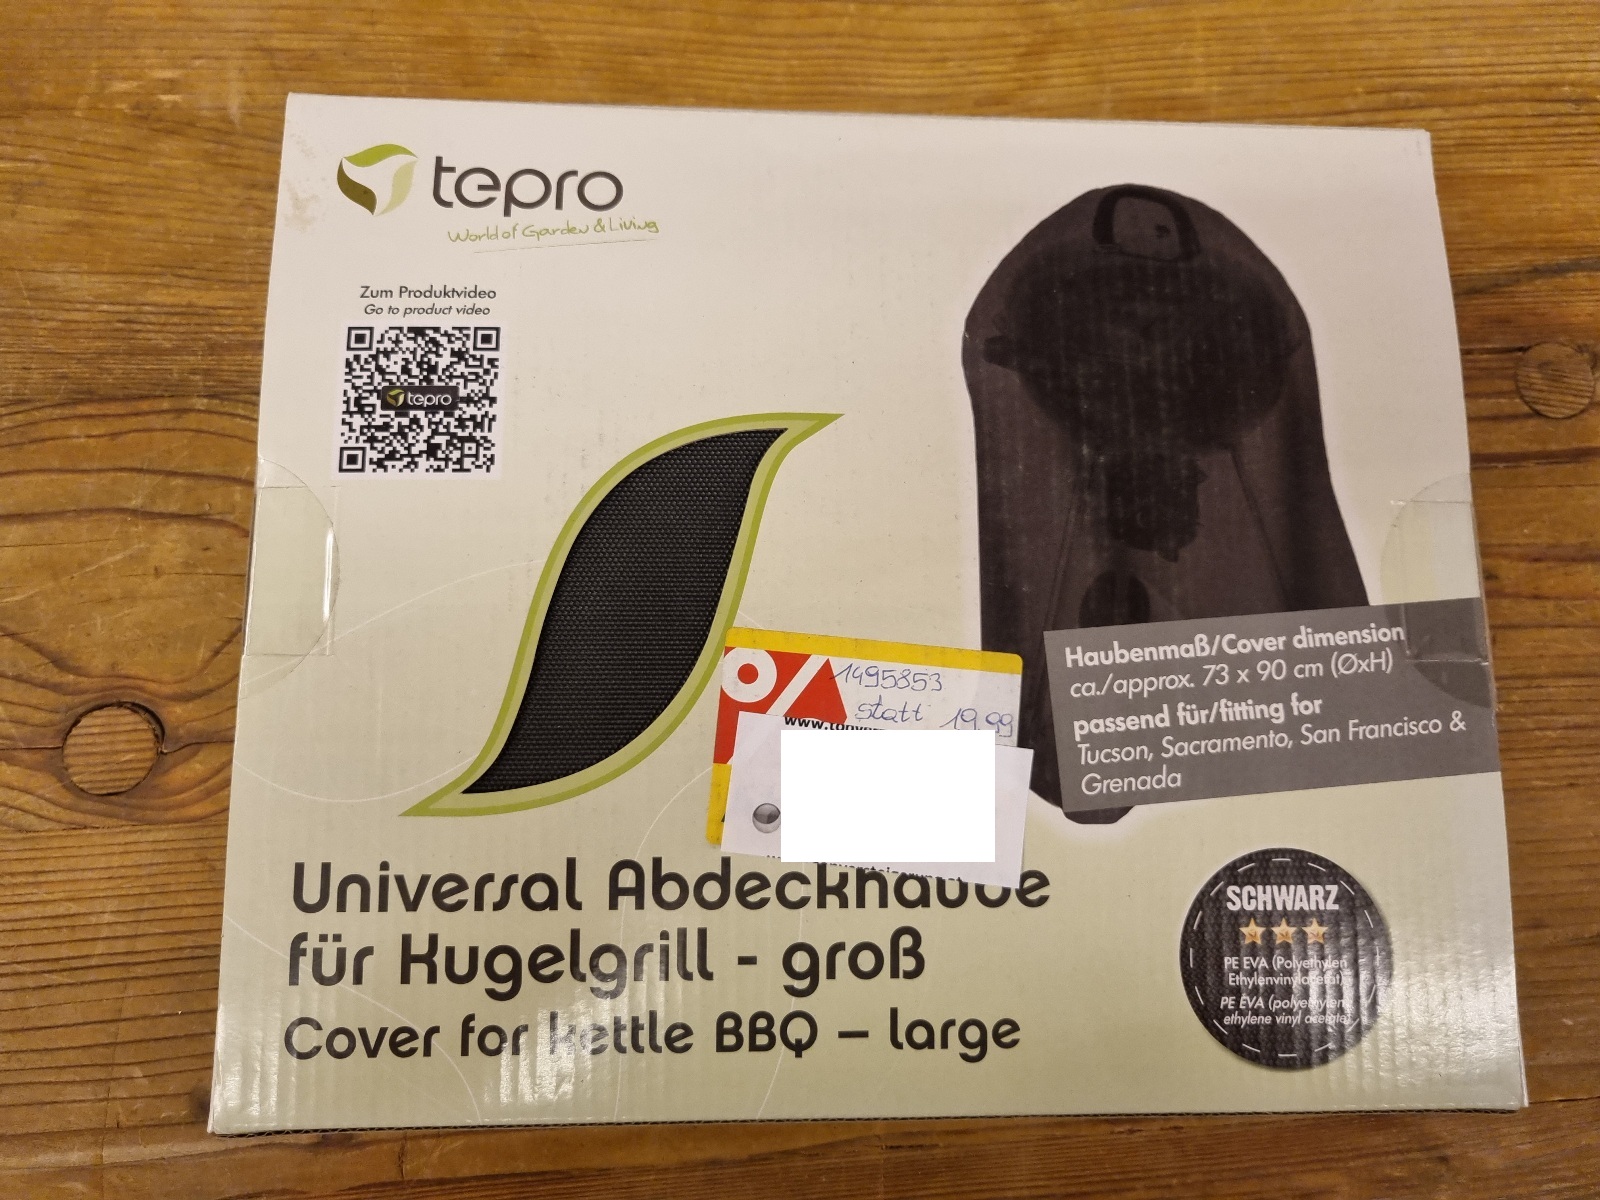 tepro
World of Garden & Living
Zum Produktvideo
Go to product video
tepro
Haubenmaß/Cover dimension
ca./approx. 73 x 90 cm (ØxH)
passend für/fitting for
Tucson, Sacramento, San Francisco &
Grenada
1495853
statt 19,99
Universal Abdeckhaube
für Kugelgrill - groß
Cover for kettle BBQ – large
SCHWARZ
PE EVA (Polyethylen
Ethylenvinylacetat)
PE EVA (polyethylene,
ethylene vinyl acetate)